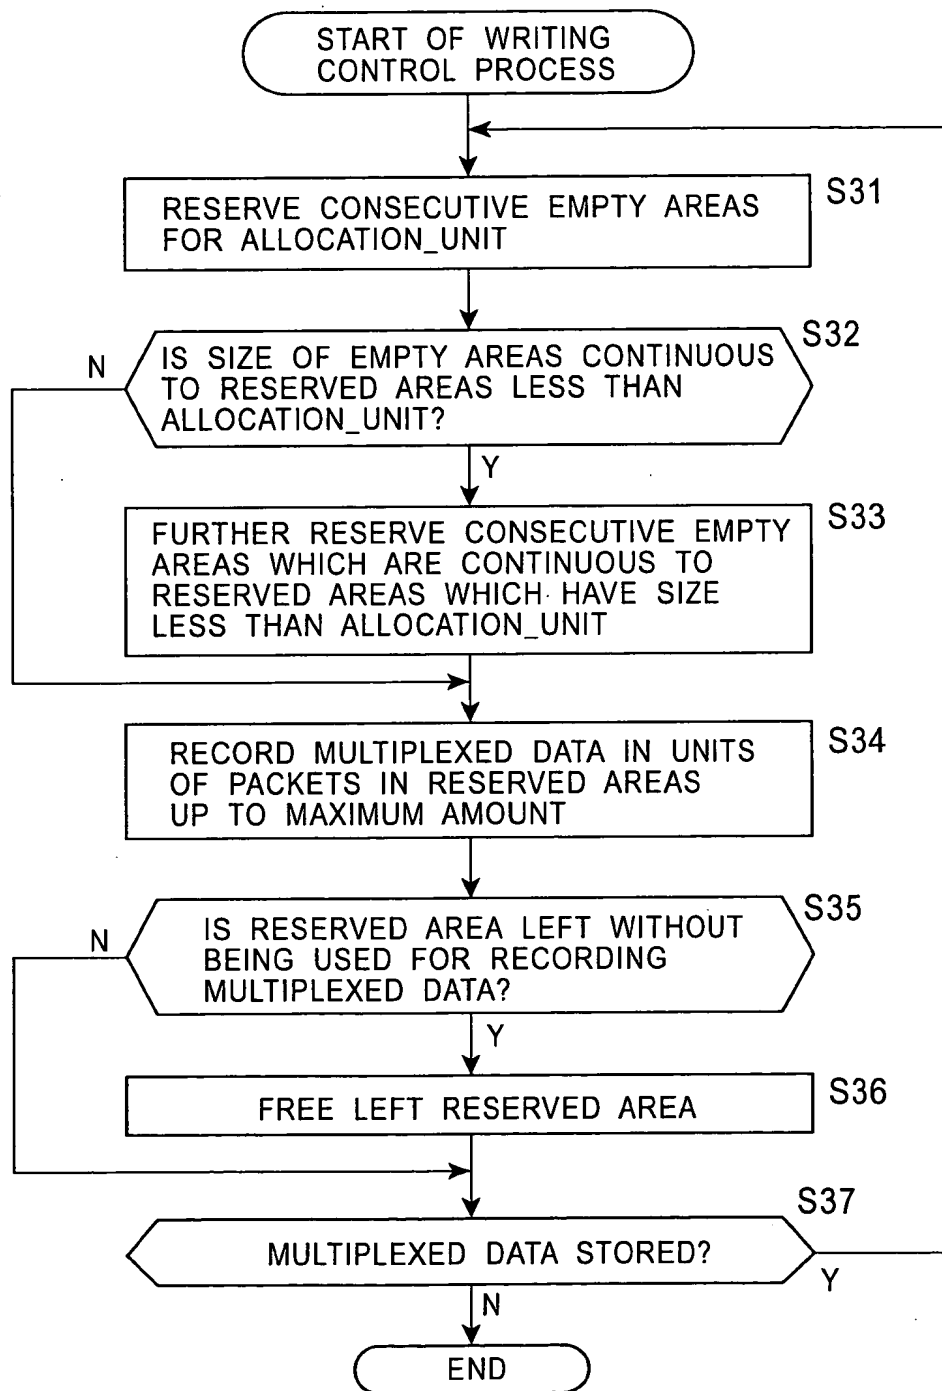 START OF WRITING
CONTROL PROCESS
RESERVE CONSECUTIVE EMPTY AREAS
FOR ALLOCATION_UNIT
S31
IS SIZE OF EMPTY AREAS CONTINUOUS
TO RESERVED AREAS LESS THAN
ALLOCATION_UNIT?
S32
N
Y
FURTHER RESERVE CONSECUTIVE EMPTY
AREAS WHICH ARE CONTINUOUS TO
RESERVED AREAS WHICH HAVE SIZE
LESS THAN ALLOCATION_UNIT
S33
RECORD MULTIPLEXED DATA IN UNITS
OF PACKETS IN RESERVED AREAS
UP TO MAXIMUM AMOUNT
S34
IS RESERVED AREA LEFT WITHOUT
BEING USED FOR RECORDING
MULTIPLEXED DATA?
S35
N
Y
FREE LEFT RESERVED AREA
S36
MULTIPLEXED DATA STORED?
S37
Y
N
END